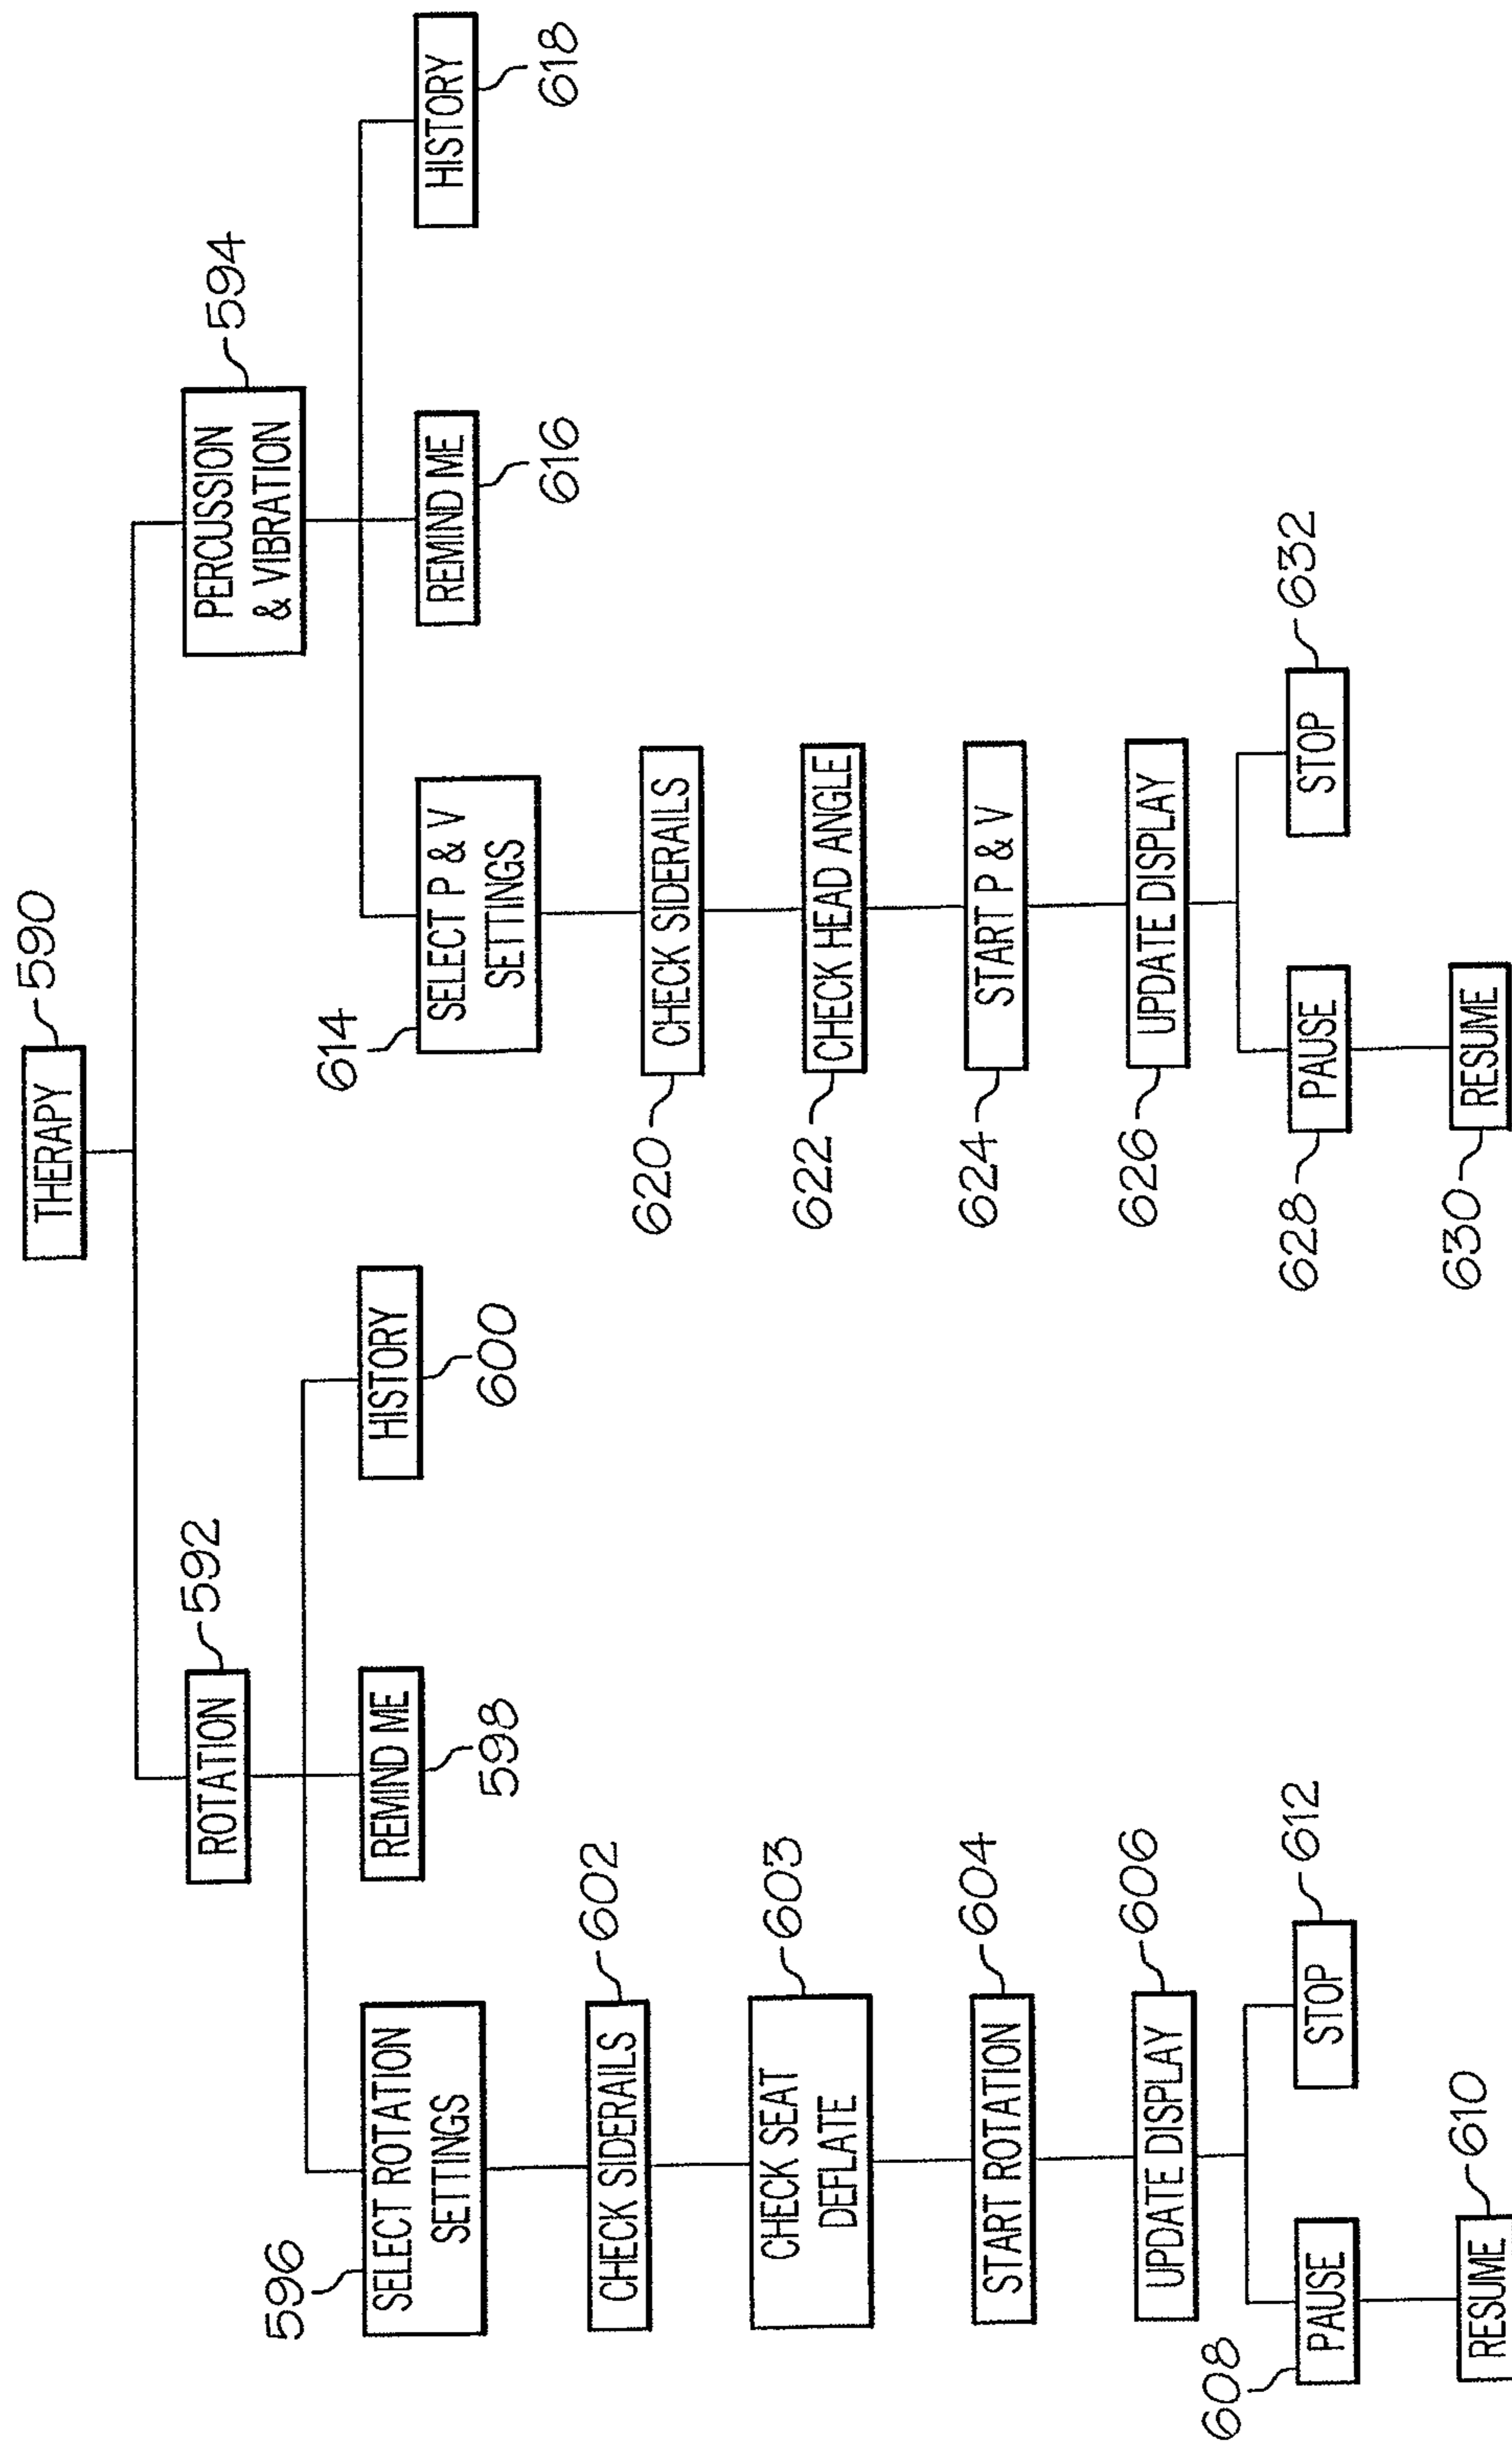 THERAPY
590
ROTATION
592
PERCUSSION
& VIBRATION
594
596
SELECT ROTATION
SETTINGS
REMIND ME
598
HISTORY
600
CHECK SIDERAILS
602
CHECK SEAT
DEFLATE
603
START ROTATION
604
UPDATE DISPLAY
606
608
PAUSE
STOP
612
RESUME
610
614
SELECT P & V
SETTINGS
REMIND ME
616
HISTORY
618
620
CHECK SIDERAILS
622
CHECK HEAD ANGLE
624
START P & V
626
UPDATE DISPLAY
628
PAUSE
STOP
632
630
RESUME